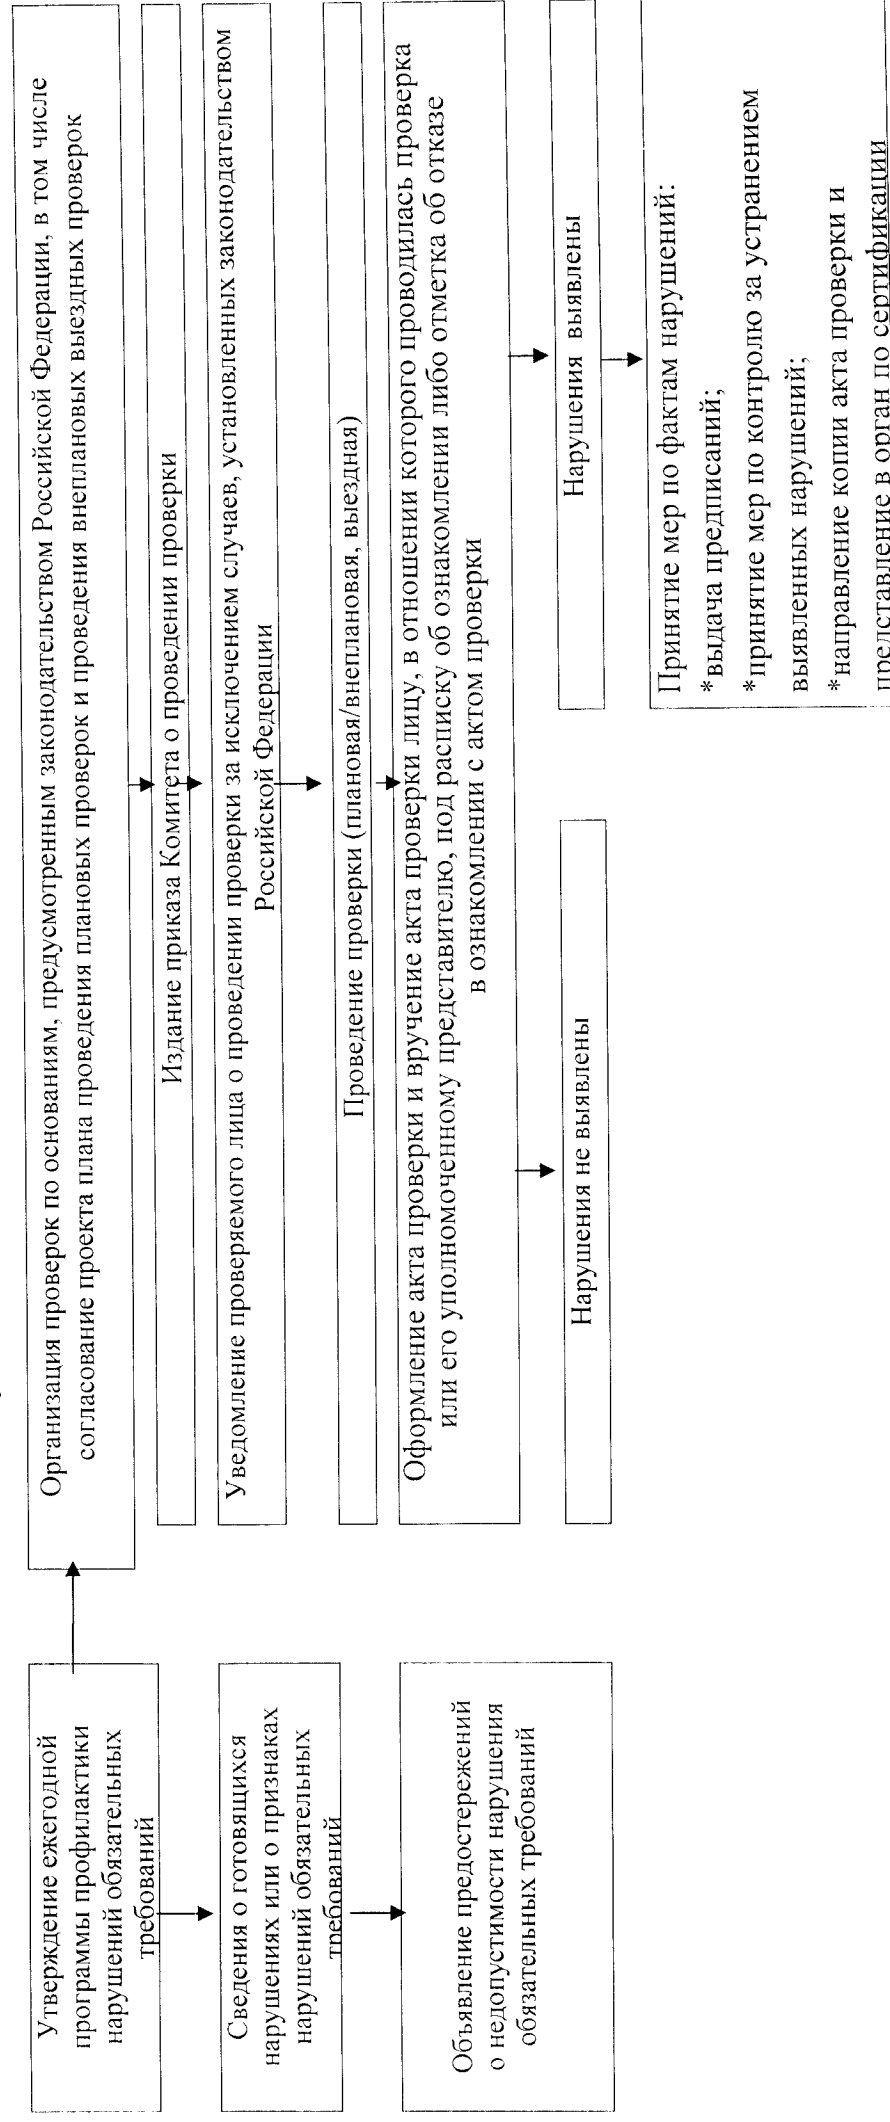 Утверждение ежегодной
программы профилактики
нарушений обязательных
требований
Сведения о готовящихся
нарушениях или о признаках
нарушений обязательных
требований
Объявление предостережений
о недопустимости нарушения
обязательных требований
Организация проверок по основаниям, предусмотренным законодательством Российской Федерации, в том числе
согласование проекта плана проведения плановых проверок и проведения внеплановых выездных проверок
Издание приказа Комитета о проведении проверки
Уведомление проверяемого лица о проведении проверки за исключением случаев, установленных законодательством
Российской Федерации
Проведение проверки (плановая/внеплановая, выездная)
Оформление акта проверки и вручение акта проверки лицу, в отношении которого проводилась проверка
или его уполномоченному представителю, под расписку об ознакомлении либо отметка об отказе
в ознакомлении с актом проверки
Нарушения не выявлены
Нарушения выявлены
Принятие мер по фактам нарушений:
*выдача предписаний;
*принятие мер по контролю за устранением
выявленных нарушений;
*направление копии акта проверки и
представление в орган по сертификации